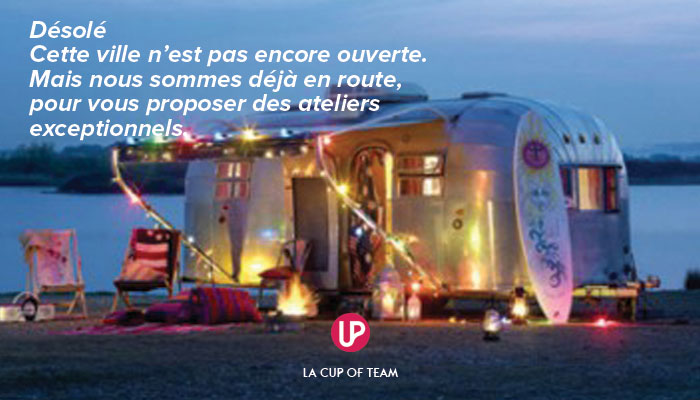 Désolé
Cette ville n'est pas encore ouverte.
Mais nous sommes déjà en route,
pour vous proposer des ateliers
exceptionnels.
UP
LA CUP OF TEAM